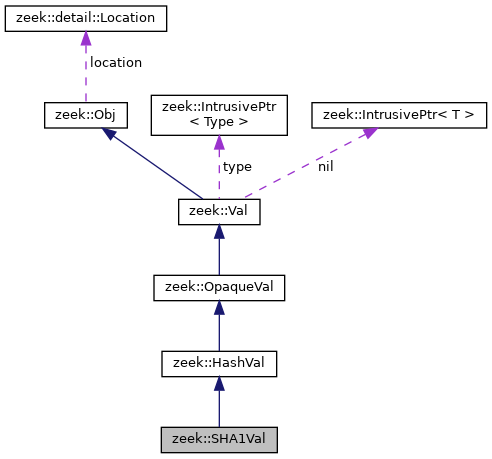 zeek::detail::Location
location
zeek::Obj
zeek::IntrusivePtr
< Type >
zeek::IntrusivePtr< T >
type
nil
zeek::Val
zeek::OpaqueVal
zeek::HashVal
zeek::SHA1Val